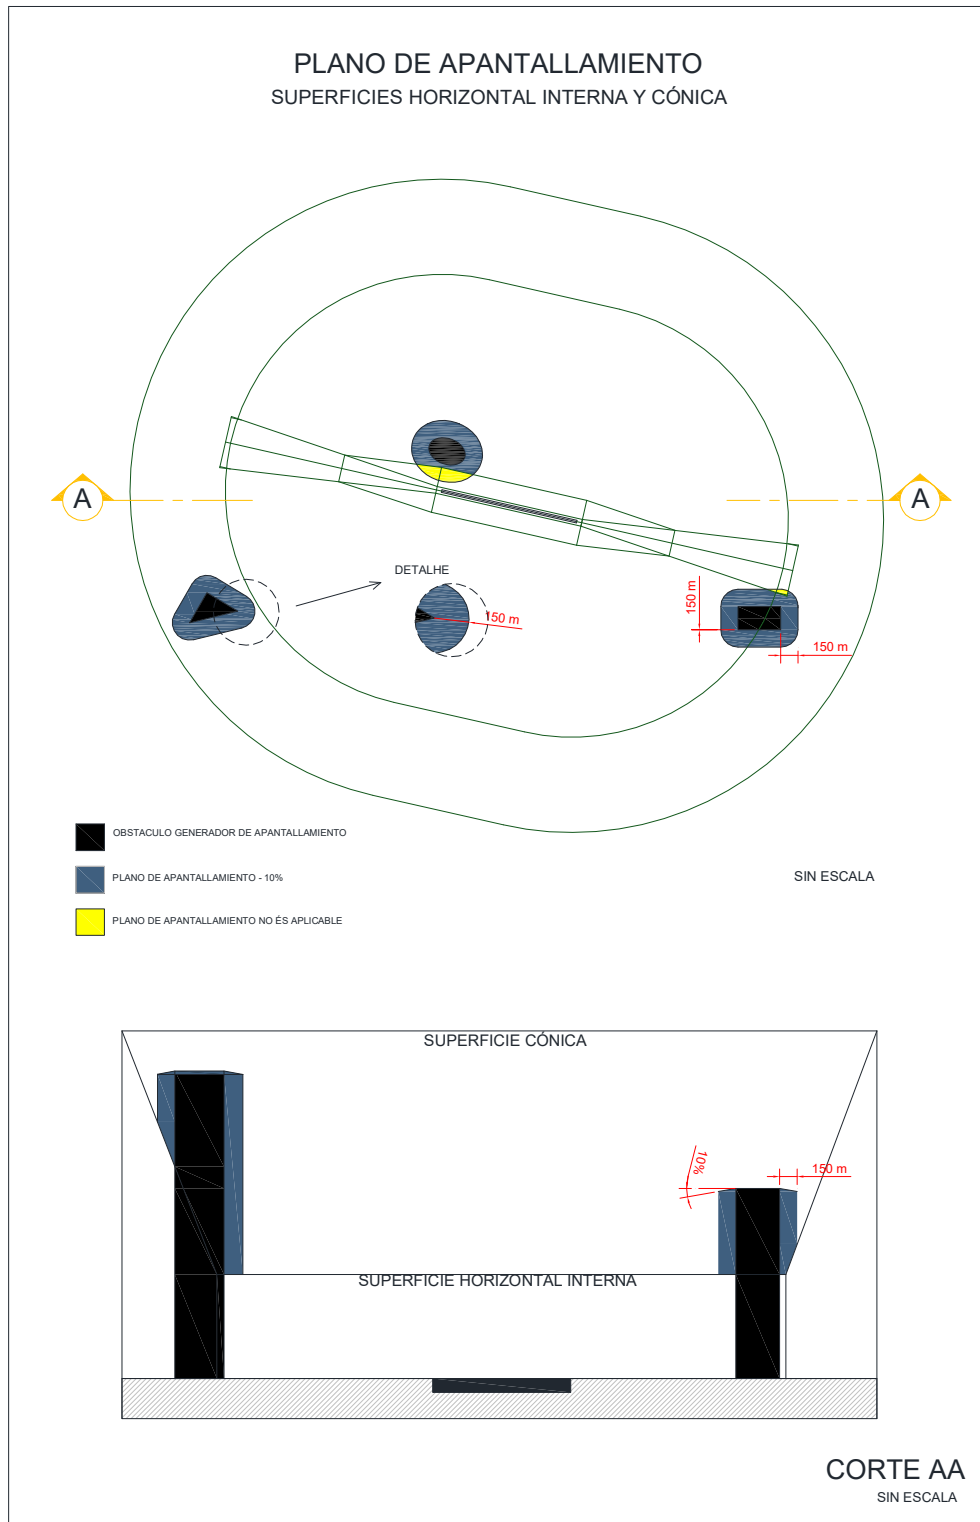 PLANO DE APANTALLAMIENTO
SUPERFICIES HORIZONTAL INTERNA Y CÓNICA
A
A
DETALHE
150 m
150 m
150 m
OBSTACULO GENERADOR DE APANTALLAMIENTO
PLANO DE APANTALLAMIENTO - 10%
SIN ESCALA
PLANO DE APANTALLAMIENTO NO ÉS APLICABLE
SUPERFICIE CÓNICA
10%
150 m
SUPERFICIE HORIZONTAL INTERNA
CORTE AA
SIN ESCALA